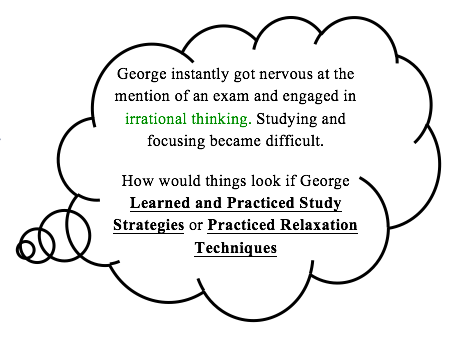 George instantly got nervous at the
mention of an exam and engaged in
irrational thinking. Studying and
focusing became difficult.
How would things look if George
Learned and Practiced Study
Strategies or Practiced Relaxation
Techniques